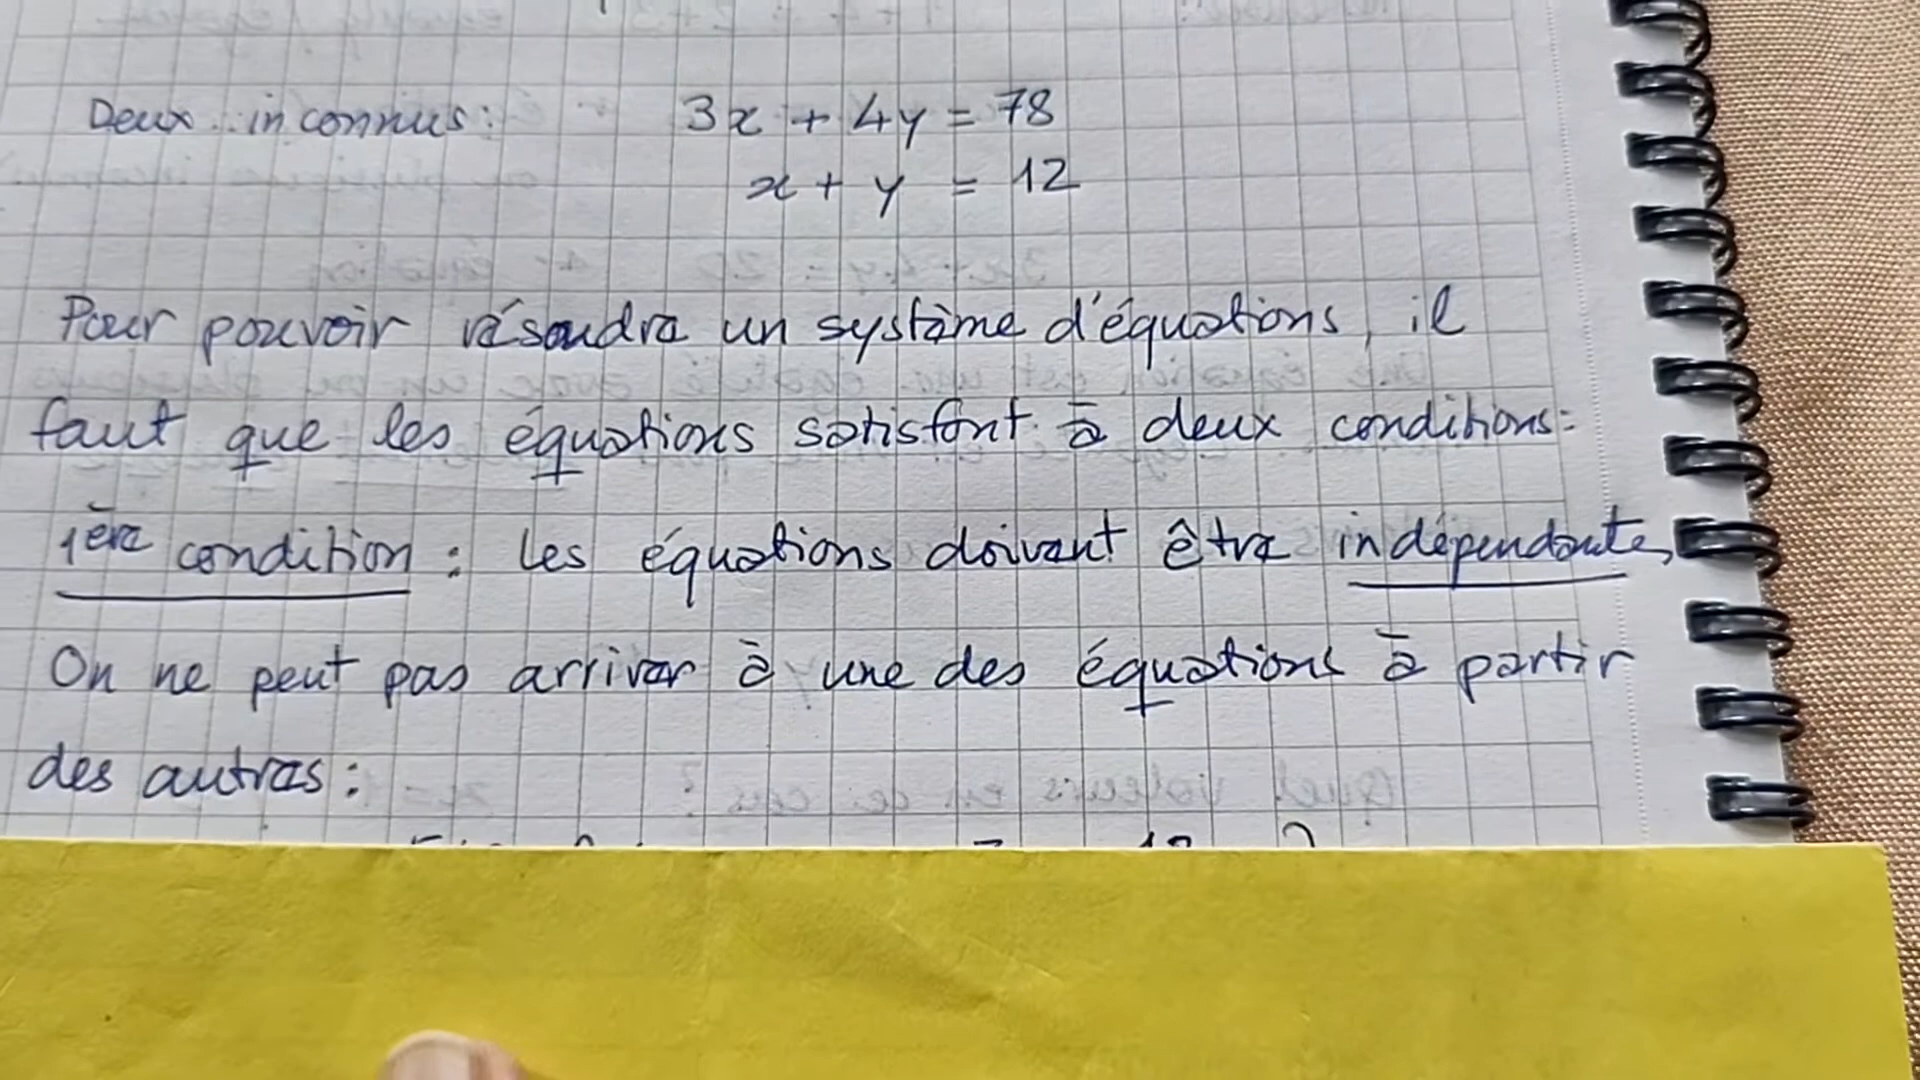 Deux inconnus: 3x + 4y = 78
x + y = 12
Pour pouvoir résoudre un système d'équations, il
faut que les équations satisfont à deux conditions:
1ère condition : les équations doivent être indépendantes
On ne peut pas arriver à une des équations à partir
des autres: